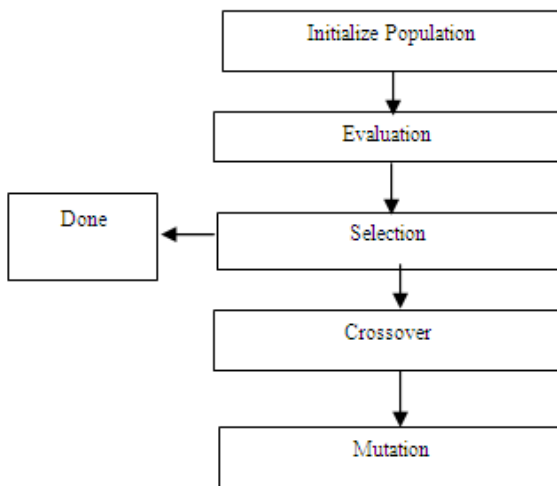 Initialize Population
Evaluation
Done
Selection
Crossover
Mutation